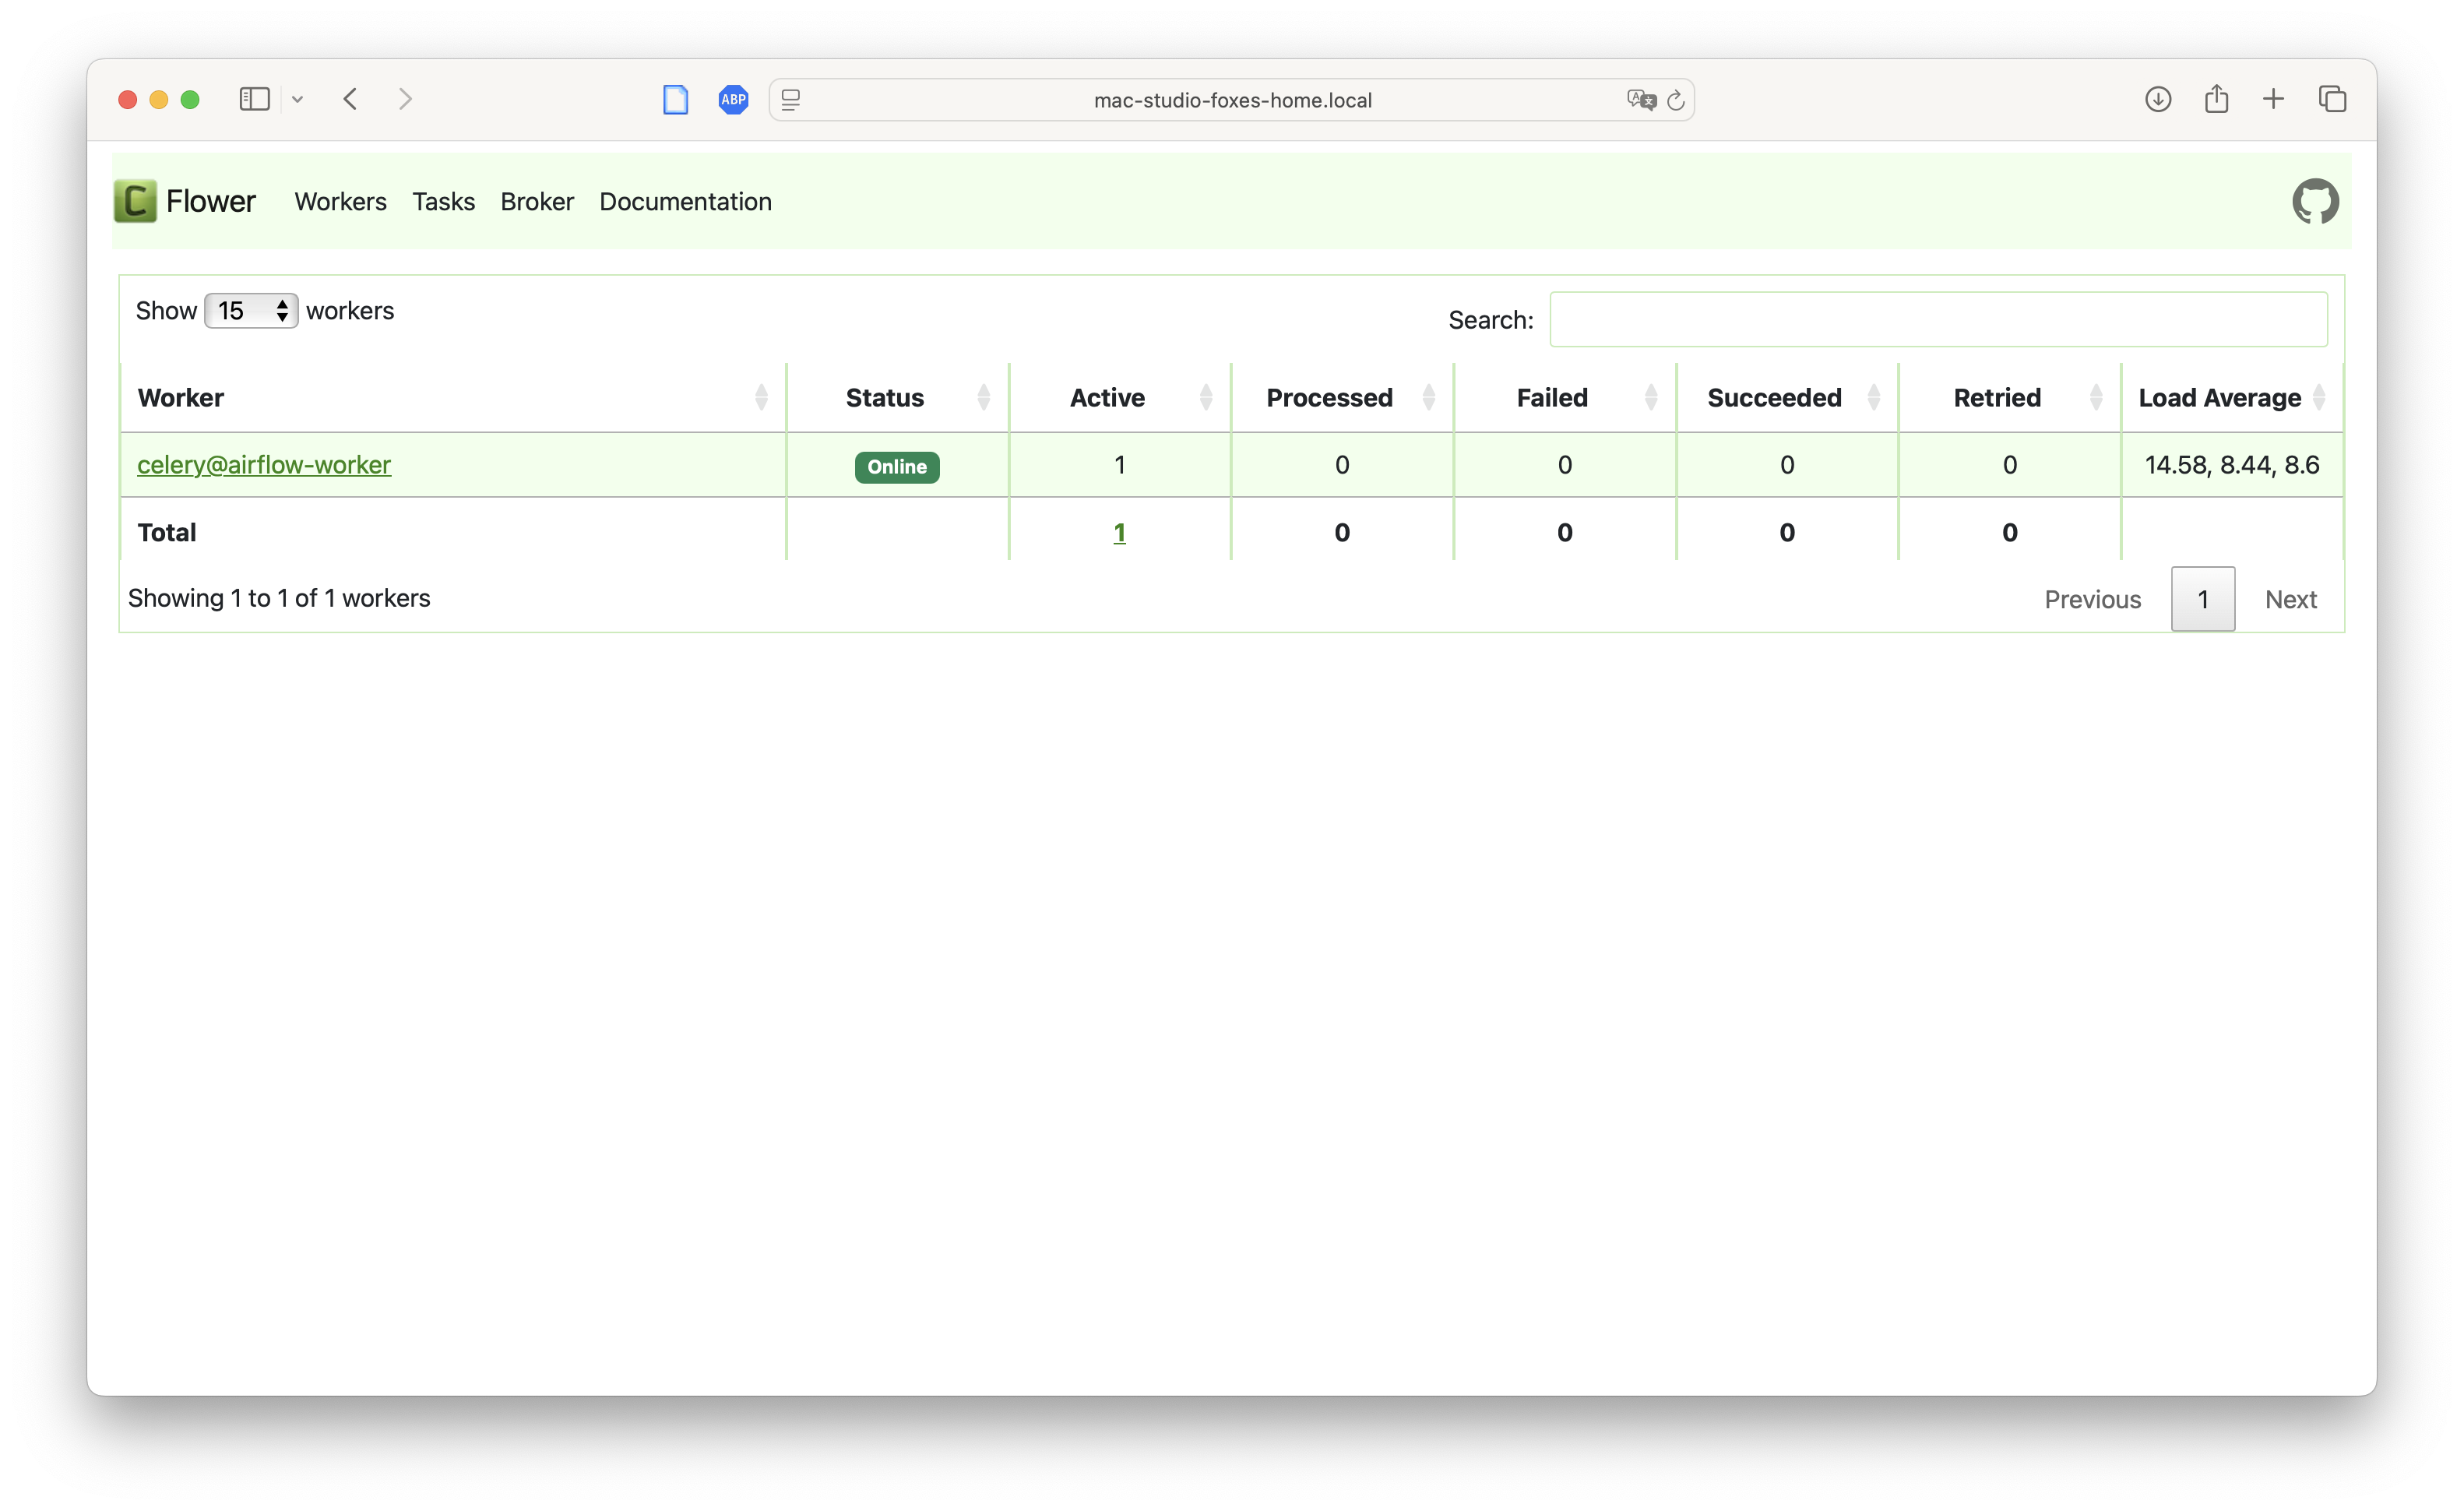 ABP
mac-studio-foxes-home.local
C Flower Workers Tasks Broker Documentation
Show 15 workers
Search:
Worker Status Active Processed Failed Succeeded Retried Load Average
celery@airflow-worker Online 1 0 0 0 0 14.58, 8.44, 8.6
Total 1 0 0 0 0
Showing 1 to 1 of 1 workers
Previous 1 Next